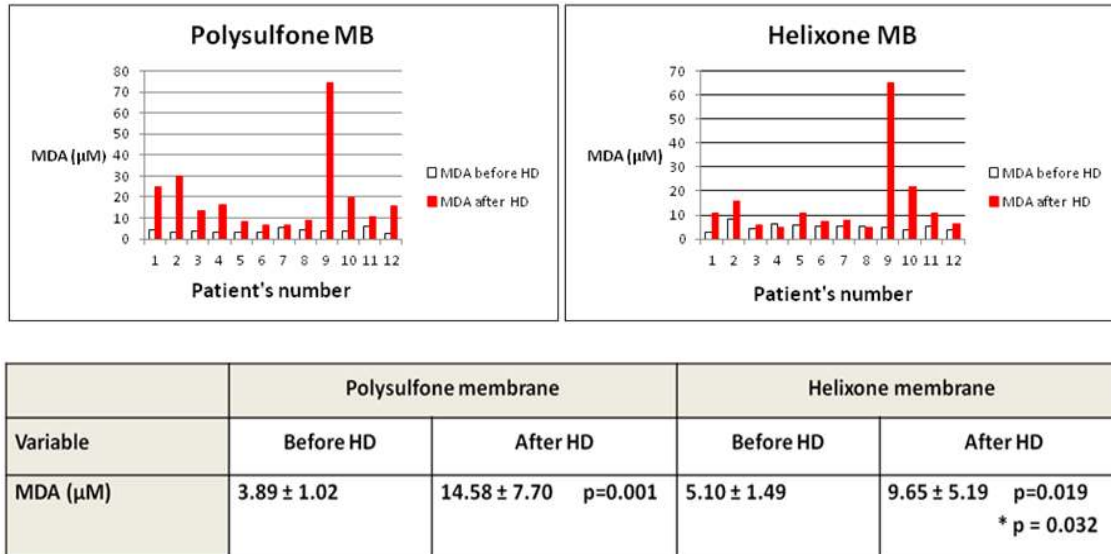 Polysulfone MB
80
70
60
50
40
30
20
10
0
MDA (µM)
MDA before HD
MDA after HD
1 2 3 4 5 6 7 8 9 10 11 12
Patient's number
Helixone MB
70
60
50
40
30
20
10
0
MDA (µM)
MDA before HD
MDA after HD
1 2 3 4 5 6 7 8 9 10 11 12
Patient's number
Polysulfone membrane Helixone membrane
Variable Before HD After HD Before HD After HD
MDA (µM) 3.89 ± 1.02 14.58 ± 7.70 p=0.001 5.10 ± 1.49 9.65 ± 5.19 p=0.019
* p = 0.032